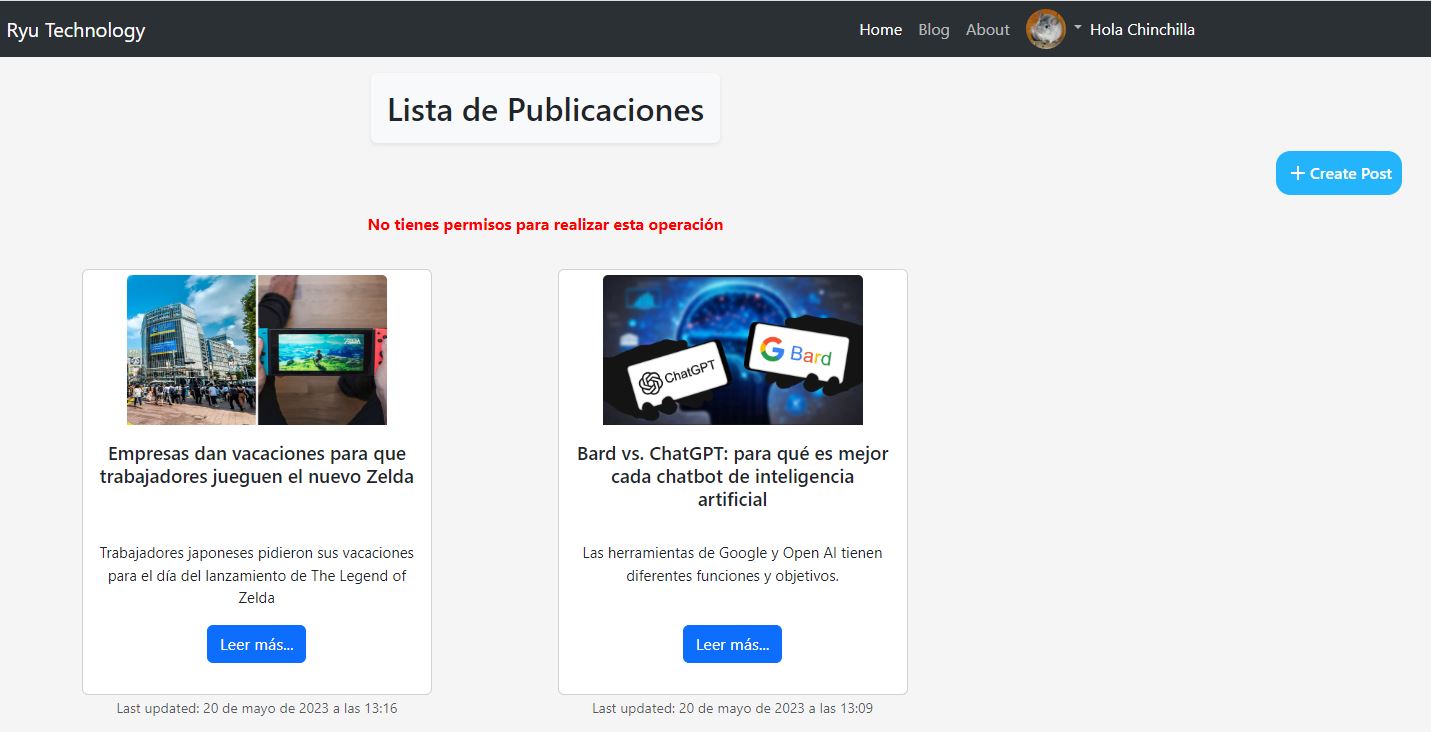 Ryu Technology
Home Blog About Hola Chinchilla
Lista de Publicaciones
+ Create Post
No tienes permisos para realizar esta operación
ZELDA
Empresas dan vacaciones para que
trabajadores jueguen el nuevo Zelda
Trabajadores japoneses pidieron sus vacaciones
para el día del lanzamiento de The Legend of
Zelda
Leer más...
Last updated: 20 de mayo de 2023 a las 13:16
ChatGPT
G Bard
Bard vs. ChatGPT: para qué es mejor
cada chatbot de inteligencia
artificial
Las herramientas de Google y Open AI tienen
diferentes funciones y objetivos.
Leer más...
Last updated: 20 de mayo de 2023 a las 13:09